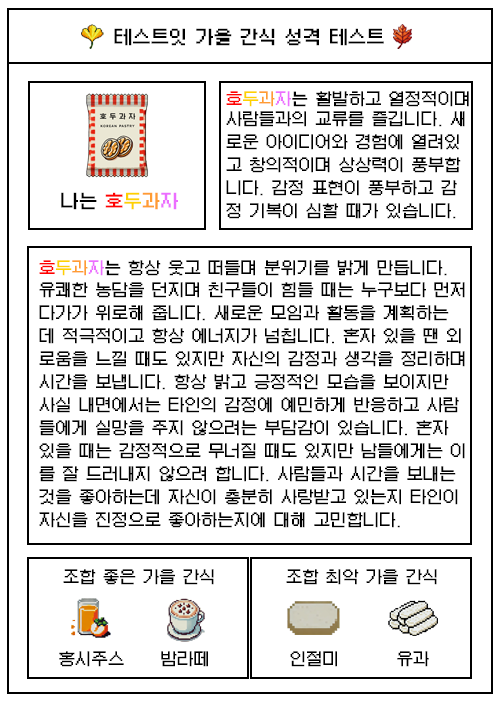 테스트잇 가을 간식 성격 테스트
호두과자
KOREAN PASTRY
나는 호두과자
호두과자는 활발하고 열정적이며
사람들과의 교류를 즐깁니다. 새
로운 아이디어와 경험에 열려있
고 창의적이며 상상력이 풍부합
니다. 감정 표현이 풍부하고 감
정 기복이 심할 때가 있습니다.
호두과자는 항상 웃고 떠들며 분위기를 밝게 만듭니다.
유쾌한 농담을 던지며 친구들이 힘들 때는 누구보다 먼저
다가가 위로해 줍니다. 새로운 모임과 활동을 계획하는
데 적극적이고 항상 에너지가 넘칩니다. 혼자 있을 땐 외
로움을 느낄 때도 있지만 자신의 감정과 생각을 정리하며
시간을 보냅니다. 항상 밝고 긍정적인 모습을 보이지만
사실 내면에서는 타인의 감정에 예민하게 반응하고 사람
들에게 실망을 주지 않으려는 부담감이 있습니다. 혼자
있을 때는 감정적으로 무너질 때도 있지만 남들에게는 이
를 잘 드러내지 않으려 합니다. 사람들과 시간을 보내는
것을 좋아하는데 자신이 충분히 사랑받고 있는지 타인이
자신을 진정으로 좋아하는지에 대해 고민합니다.
조합 좋은 가을 간식
홍시주스 밤라떼
조합 최악 가을 간식
인절미 유과